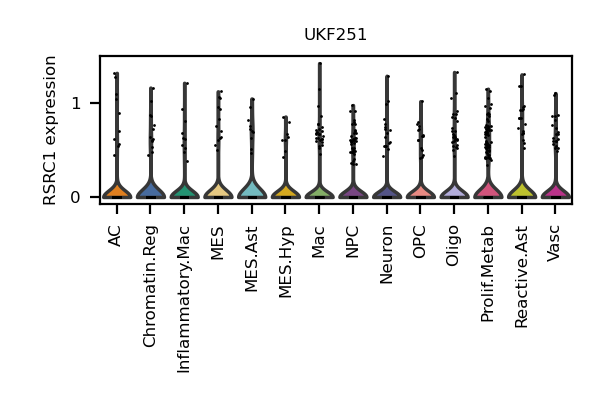 UKF251
RSRC1 expression
1
0
AC
Chromatin.Reg
Inflammatory.Mac
MES
MES.Ast
MES.Hyp
Mac
NPC
Neuron
OPC
Oligo
Prolif.Metab
Reactive.Ast
Vasc